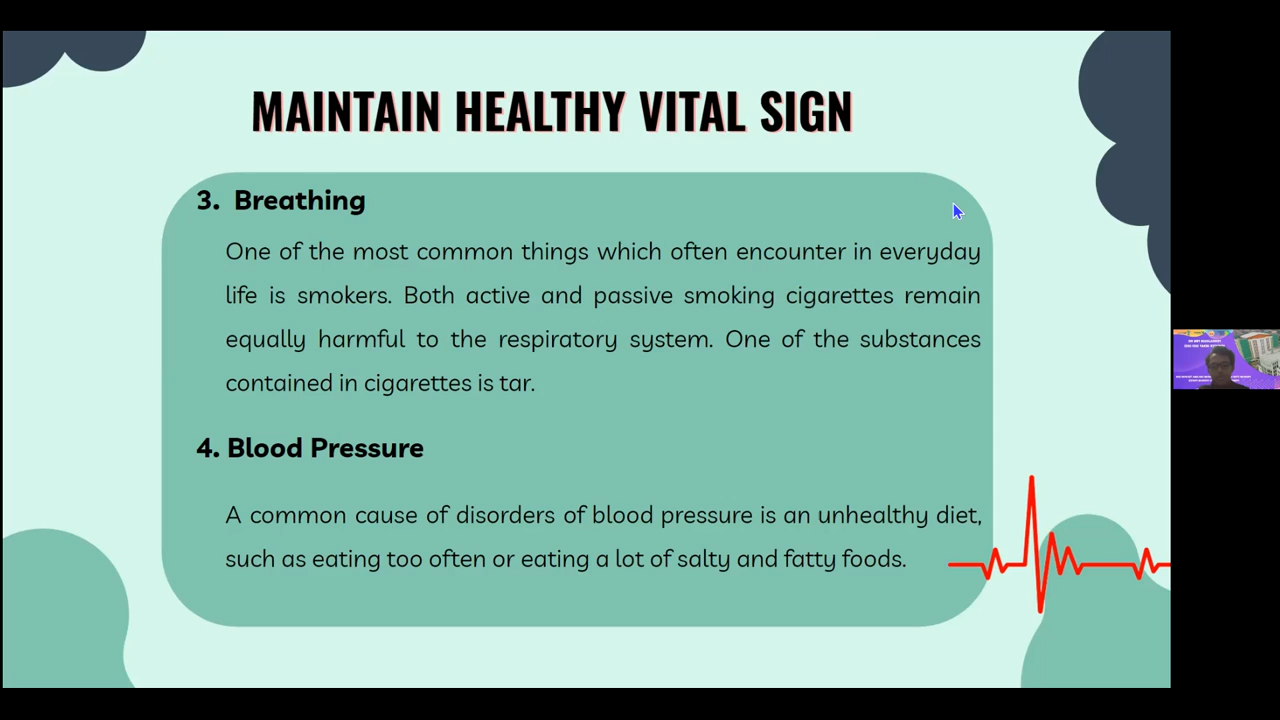 MAINTAIN HEALTHY VITAL SIGN
3. Breathing
One of the most common things which often encounter in everyday
life is smokers. Both active and passive smoking cigarettes remain
equally harmful to the respiratory system. One of the substances
contained in cigarettes is tar.
4. Blood Pressure
A common cause of disorders of blood pressure is an unhealthy diet,
such as eating too often or eating a lot of salty and fatty foods.